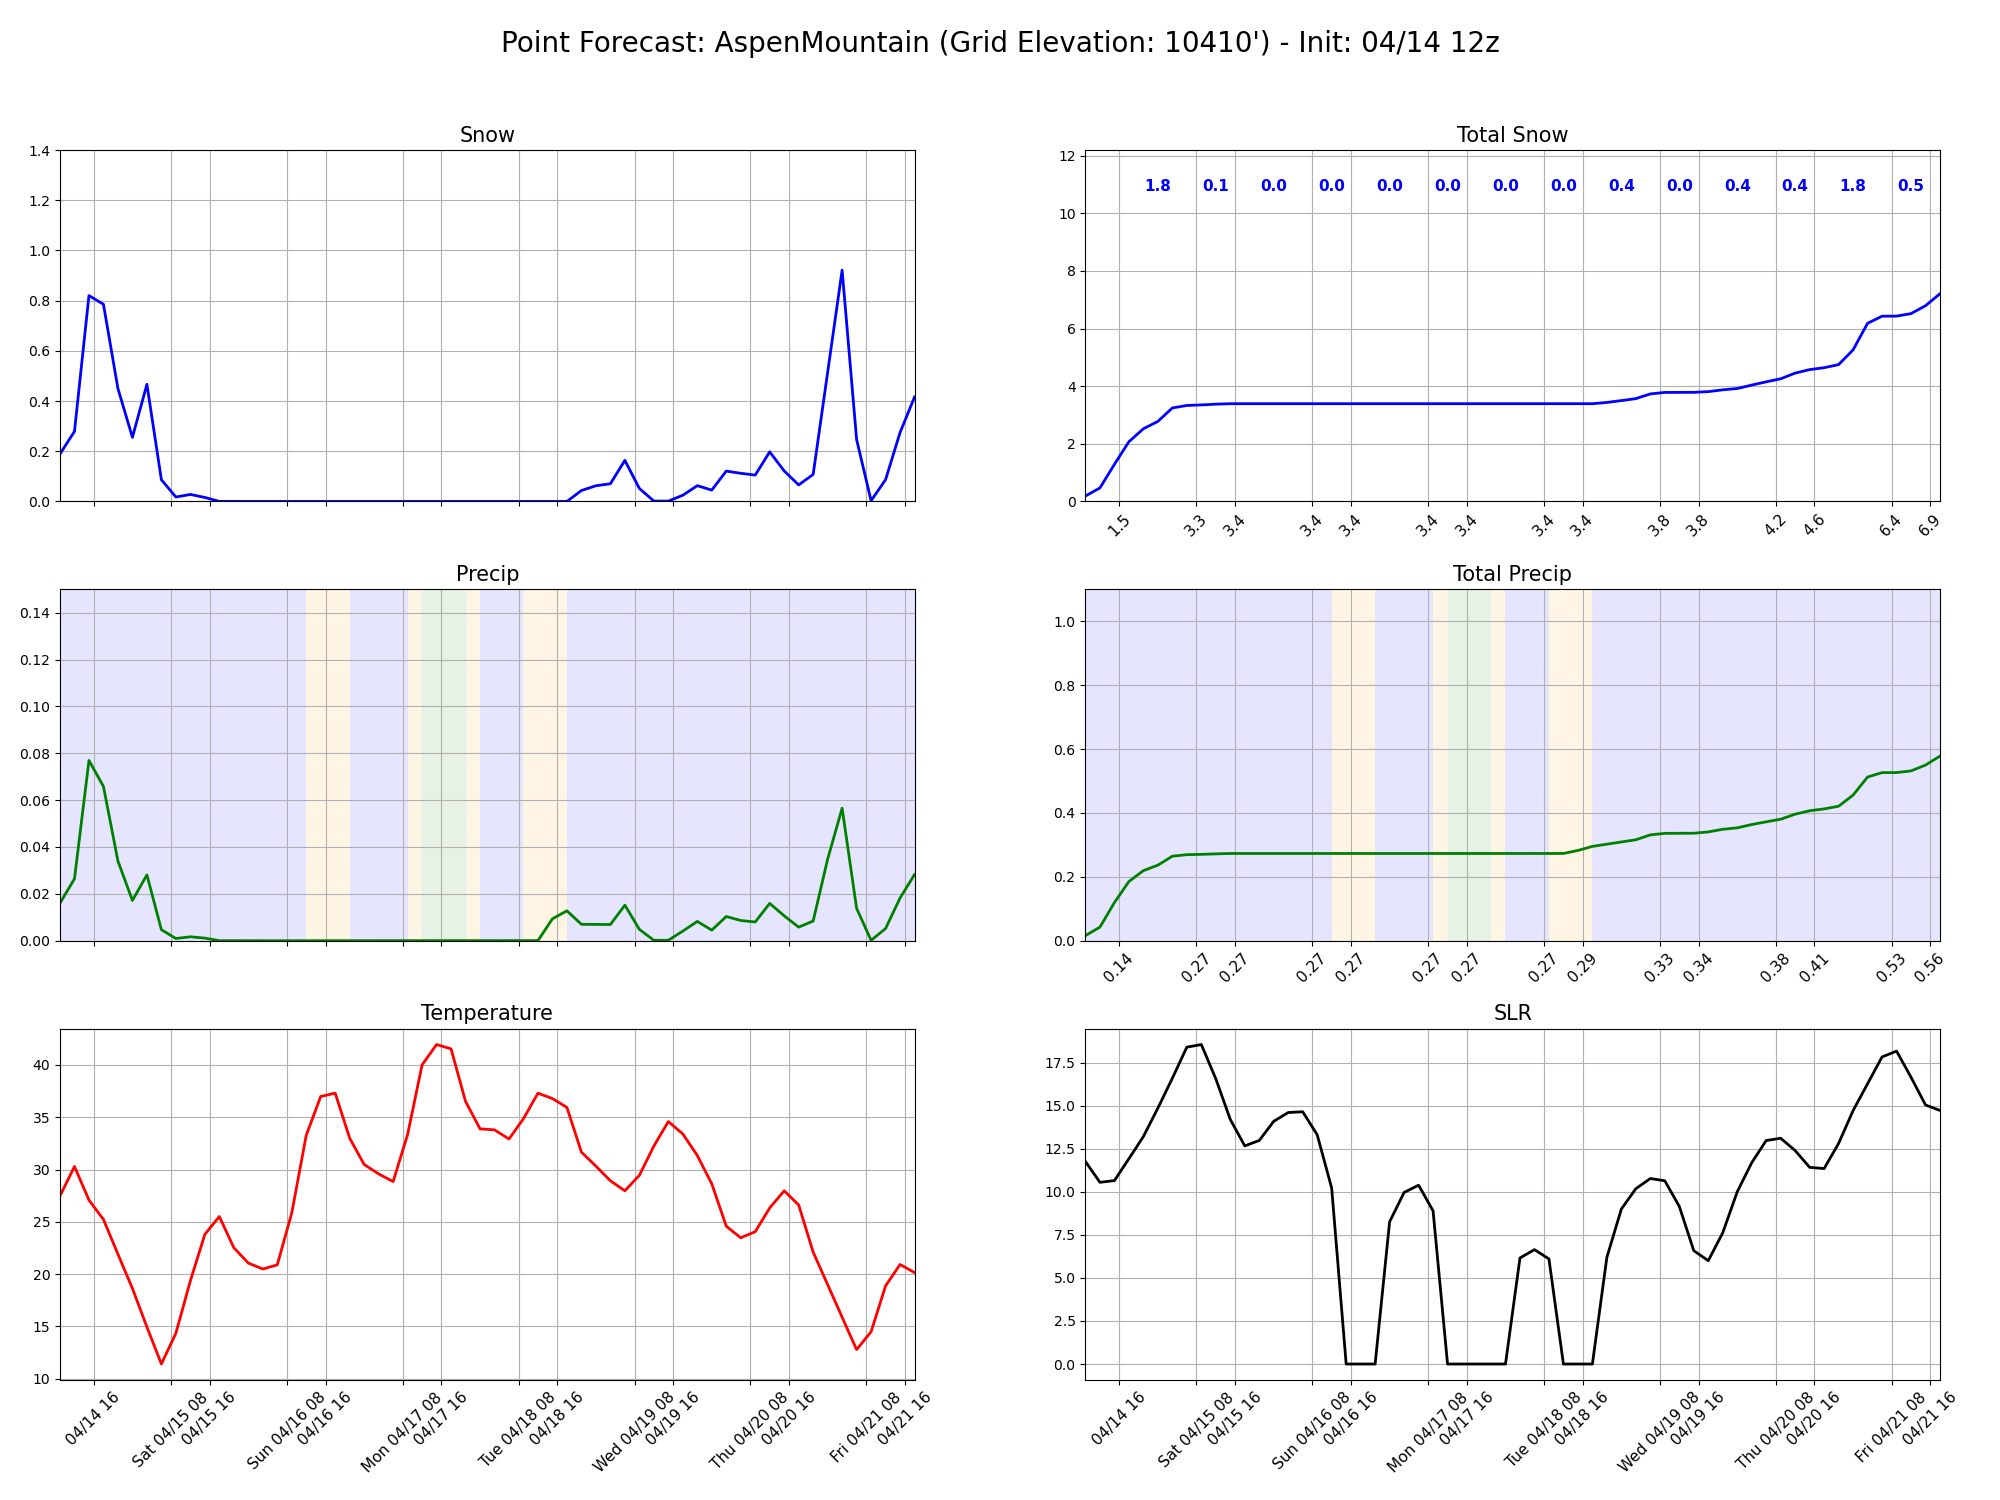 Point Forecast: AspenMountain (Grid Elevation: 10410') - Init: 04/14 12z
Snow
1.4
1.2
1.0
0.8
0.6
0.4
0.2
0.0
Total Snow
12
10
8
6
4
2
0
1.8 0.1 0.0 0.0 0.0 0.0 0.0 0.0 0.4 0.0 0.4 0.4 1.8 0.5
1.5 3.3 3.4 3.4 3.4 3.4 3.4 3.4 3.4 3.8 3.8 4.2 4.6 6.4 6.9
Precip
0.14
0.12
0.10
0.08
0.06
0.04
0.02
0.00
Total Precip
1.0
0.8
0.6
0.4
0.2
0.0
0.14 0.27 0.27 0.27 0.27 0.27 0.27 0.27 0.29 0.33 0.34 0.38 0.41 0.53 0.56
Temperature
40
35
30
25
20
15
10
04/14 16
Sat 04/15 08
04/15 16
Sun 04/16 08
04/16 16
Mon 04/17 08
04/17 16
Tue 04/18 08
04/18 16
Wed 04/19 08
04/19 16
Thu 04/20 08
04/20 16
Fri 04/21 08
04/21 16
SLR
17.5
15.0
12.5
10.0
7.5
5.0
2.5
0.0
04/14 16
Sat 04/15 08
04/15 16
Sun 04/16 08
04/16 16
Mon 04/17 08
04/17 16
Tue 04/18 08
04/18 16
Wed 04/19 08
04/19 16
Thu 04/20 08
04/20 16
Fri 04/21 08
04/21 16